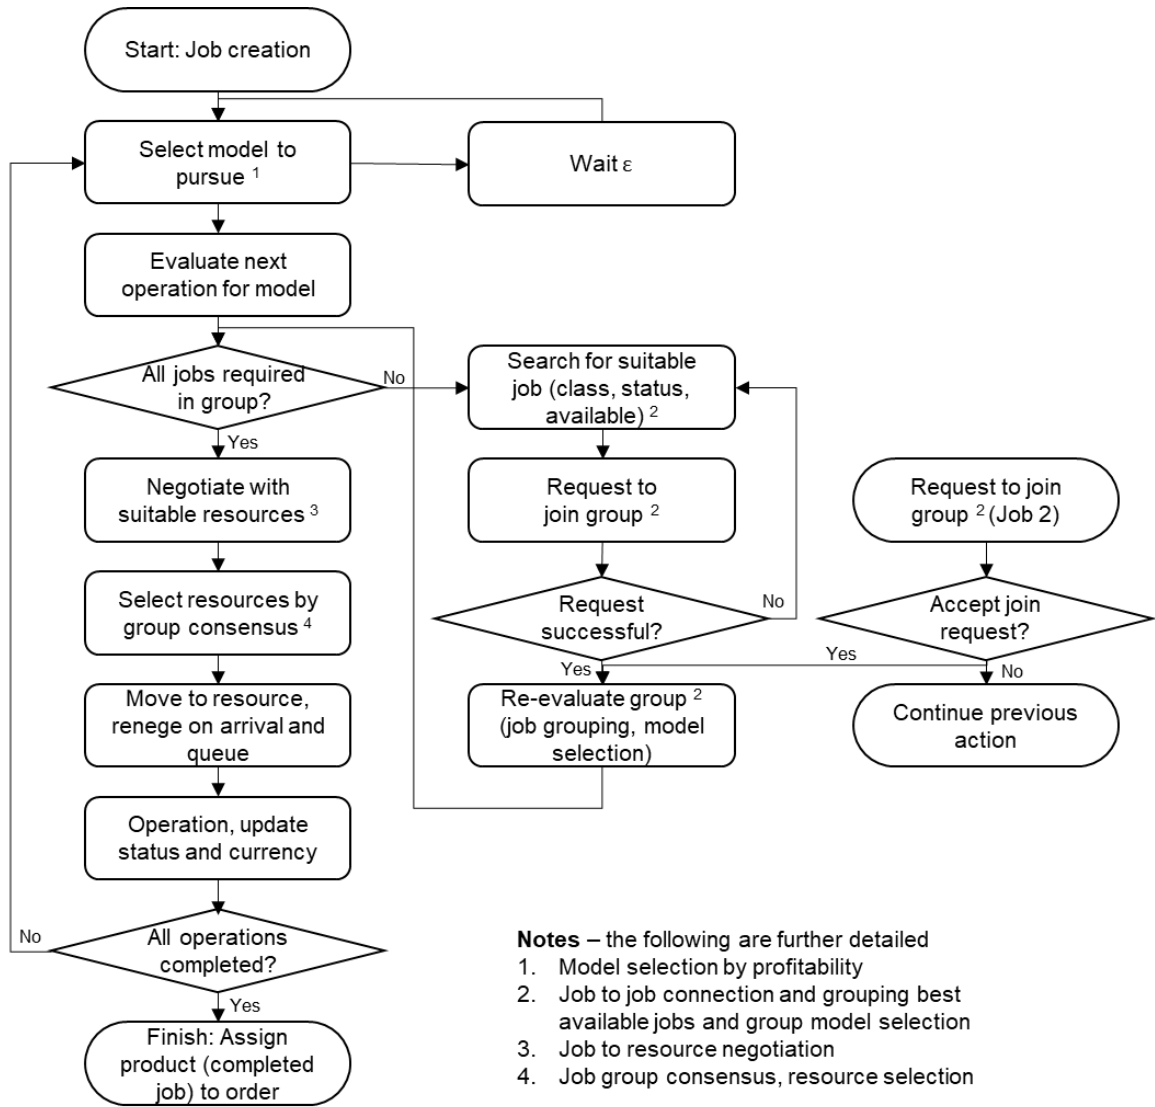 Start: Job creation
Select model to
pursue 1
Wait ε
Evaluate next
operation for model
All jobs required
in group?
No
Yes
Search for suitable
job (class, status,
available) 2
Negotiate with
suitable resources 3
Request to
join group 2
Request to join
group 2 (Job 2)
Select resources by
group consensus 4
Request
successful?
No
Yes
Accept join
request?
Yes
No
Move to resource,
renege on arrival and
queue
Re-evaluate group 2
(job grouping, model
selection)
Continue previous
action
Operation, update
status and currency
All operations
completed?
No
Yes
Finish: Assign
product (completed
job) to order
Notes – the following are further detailed
1. Model selection by profitability
2. Job to job connection and grouping best
available jobs and group model selection
3. Job to resource negotiation
4. Job group consensus, resource selection